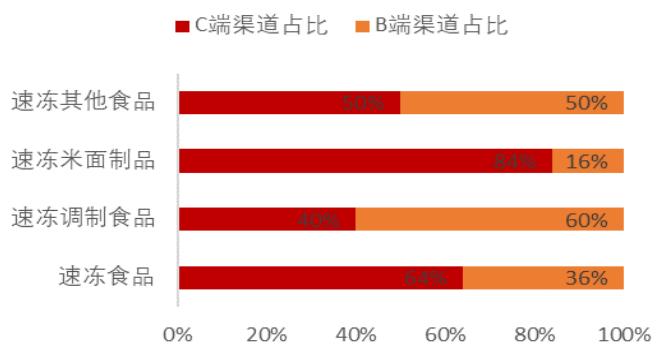 C端渠道占比 B端渠道占比
速冻其他食品 50% 50%
速冻米面制品 84% 16%
速冻调制食品 40% 60%
速冻食品 64% 36%
0% 20% 40% 60% 80% 100%